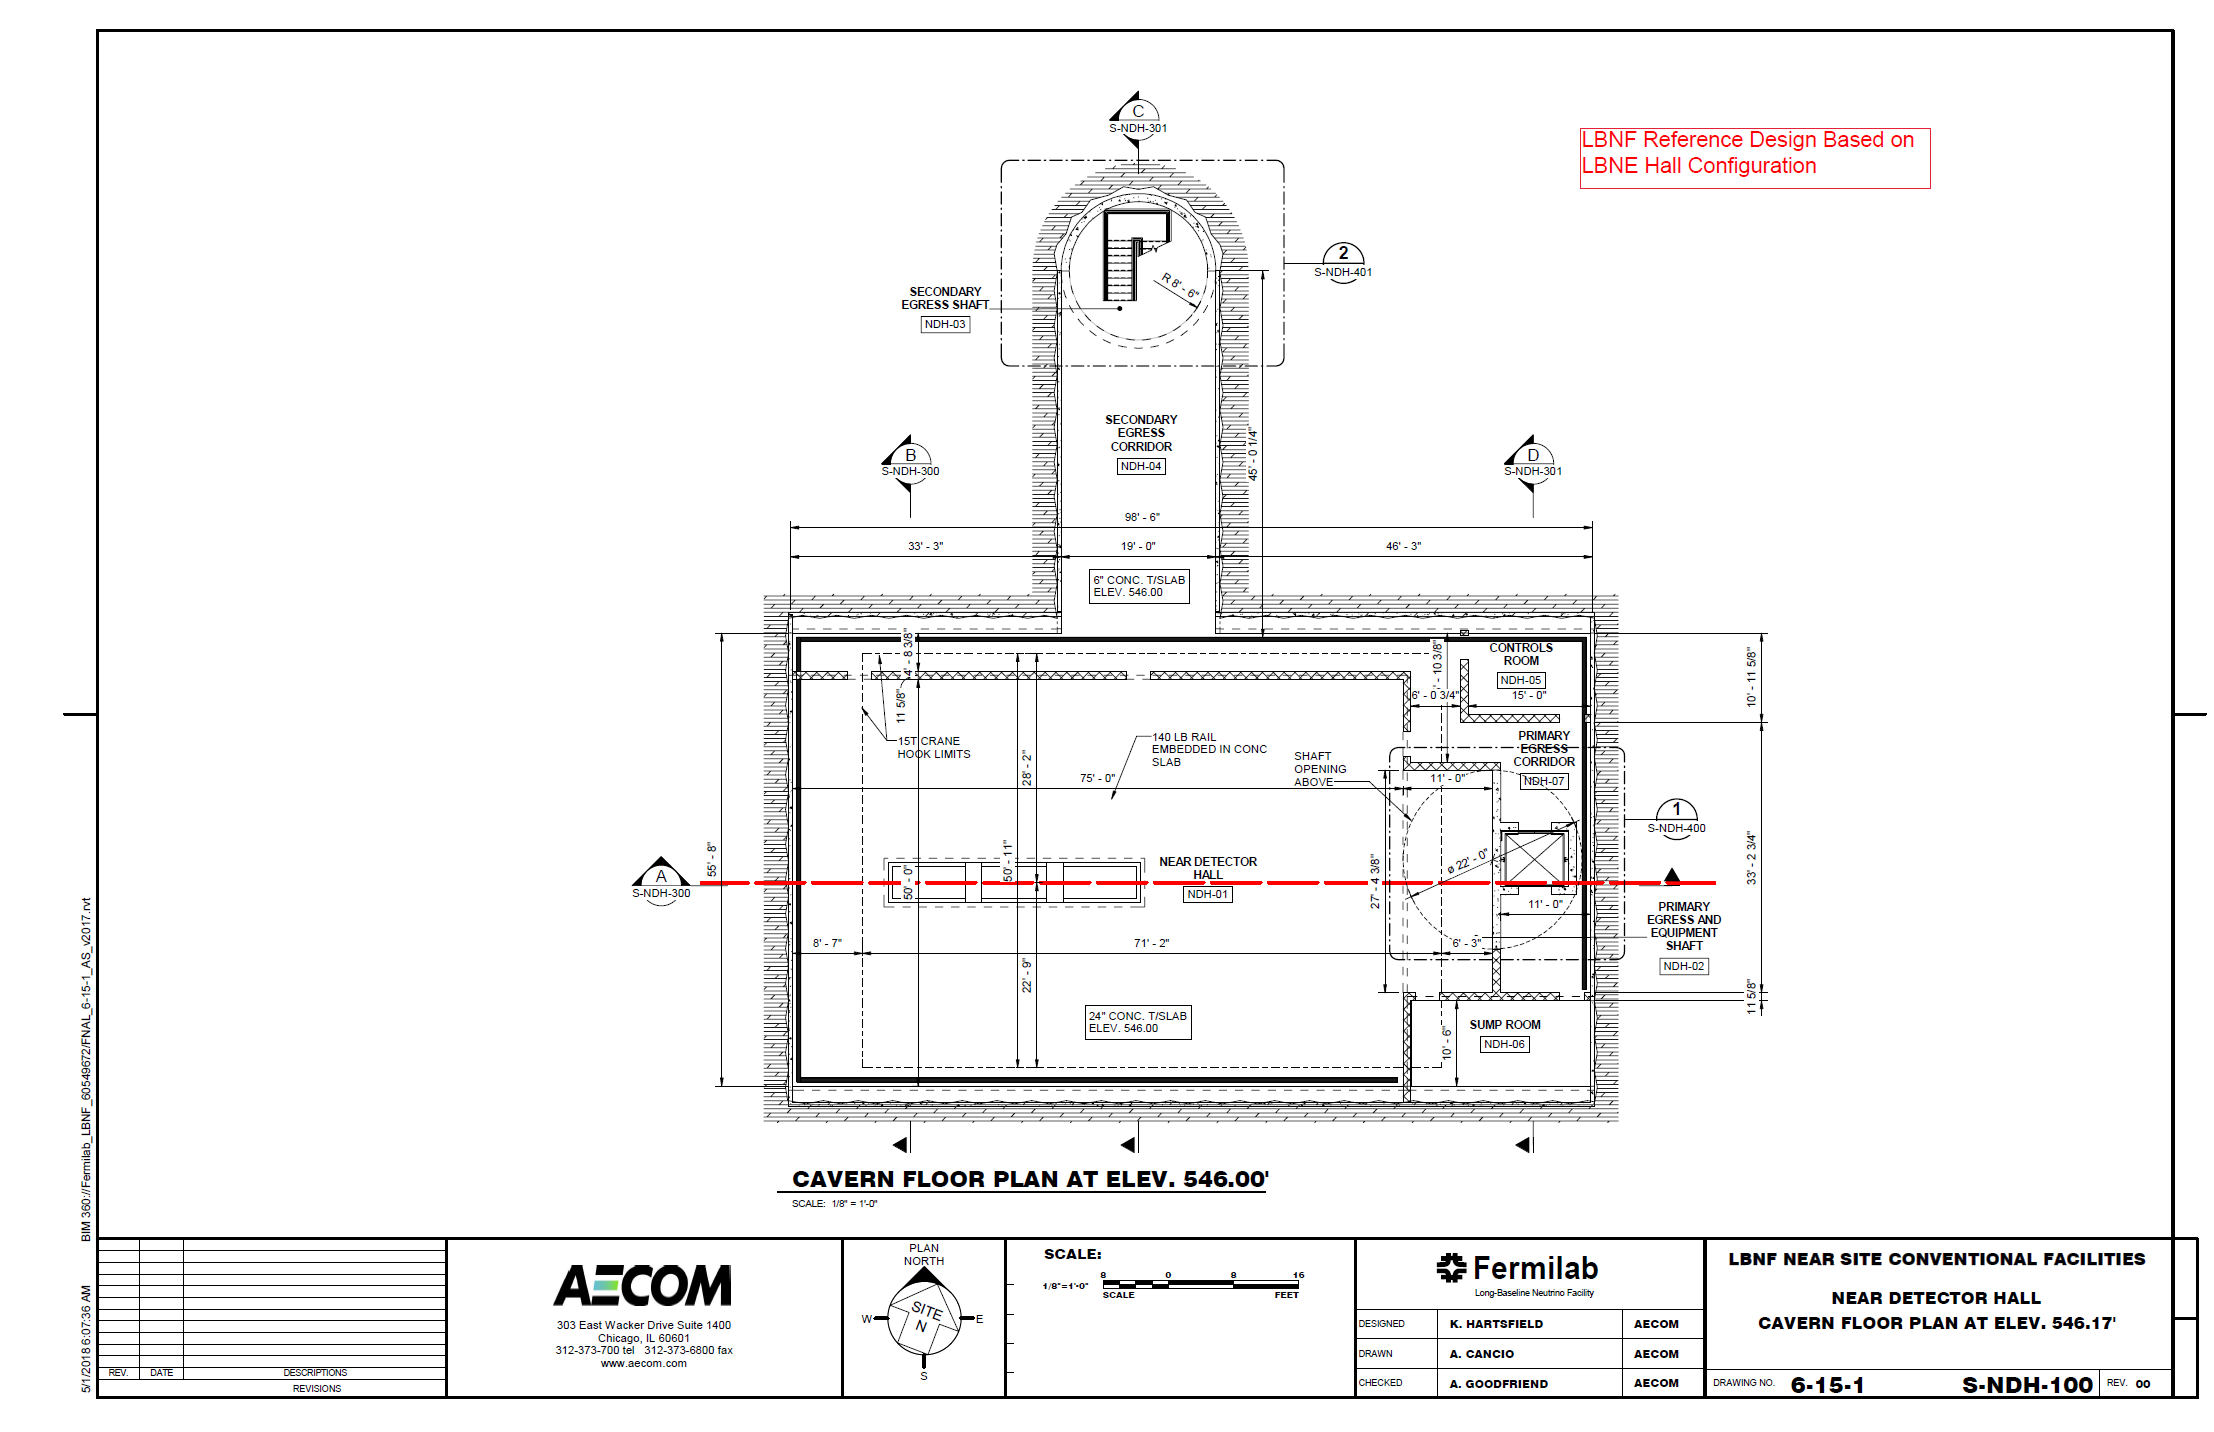 C
S-NDH-301
LBNF Reference Design Based on
LBNE Hall Configuration
2
S-NDH-401
R 8' - 6"
SECONDARY
EGRESS SHAFT
NDH-03
SECONDARY
EGRESS
CORRIDOR
NDH-04
45' - 0 1/4"
B
S-NDH-300
D
S-NDH-301
98' - 6"
33' - 3"
19' - 0"
46' - 3"
6" CONC. T/SLAB
ELEV. 546.00
4' - 8 3/8"
11 5/8"
' - 10 3/8"
CONTROLS
ROOM
NDH-05
6' - 0 3/4"
15' - 0"
10' - 11 5/8"
15T CRANE
HOOK LIMITS
140 LB RAIL
EMBEDDED IN CONC
SLAB
SHAFT
OPENING
ABOVE
PRIMARY
EGRESS
CORRIDOR
NDH-07
28' - 2"
75' - 0"
11' - 0"
1
S-NDH-400
55' - 8"
50' - 11"
50' - 0"
NEAR DETECTOR
HALL
NDH-01
27' - 4 3/8"
ø 22' - 0"
33' - 2 3/4"
A
S-NDH-300
11' - 0"
PRIMARY
EGRESS AND
EQUIPMENT
SHAFT
NDH-02
8' - 7"
71' - 2"
6' - 3"
22' - 9"
11 5/8"
24" CONC. T/SLAB
ELEV. 546.00
10' - 6"
SUMP ROOM
NDH-06
CAVERN FLOOR PLAN AT ELEV. 546.00'
SCALE: 1/8" = 1'-0"
BIM 360://Fermilab_LBNF_60549672/FNAL_6-15-1_AS_v2017.rvt
5/1/2018 6:07:36 AM
REV.
DATE
DESCRIPTIONS
REVISIONS
AECOM
303 East Wacker Drive Suite 1400
Chicago, IL 60601
312-373-700 tel 312-373-6800 fax
www.aecom.com
PLAN
NORTH
W
SITE
N
E
S
SCALE:
8 0 8 16
1/8"=1'-0"
SCALE FEET
Fermilab
Long-Baseline Neutrino Facility
DESIGNED K. HARTSFIELD AECOM
DRAWN A. CANCIO AECOM
CHECKED A. GOODFRIEND AECOM
LBNF NEAR SITE CONVENTIONAL FACILITIES
NEAR DETECTOR HALL
CAVERN FLOOR PLAN AT ELEV. 546.17'
DRAWING NO. 6-15-1 S-NDH-100 REV. 00